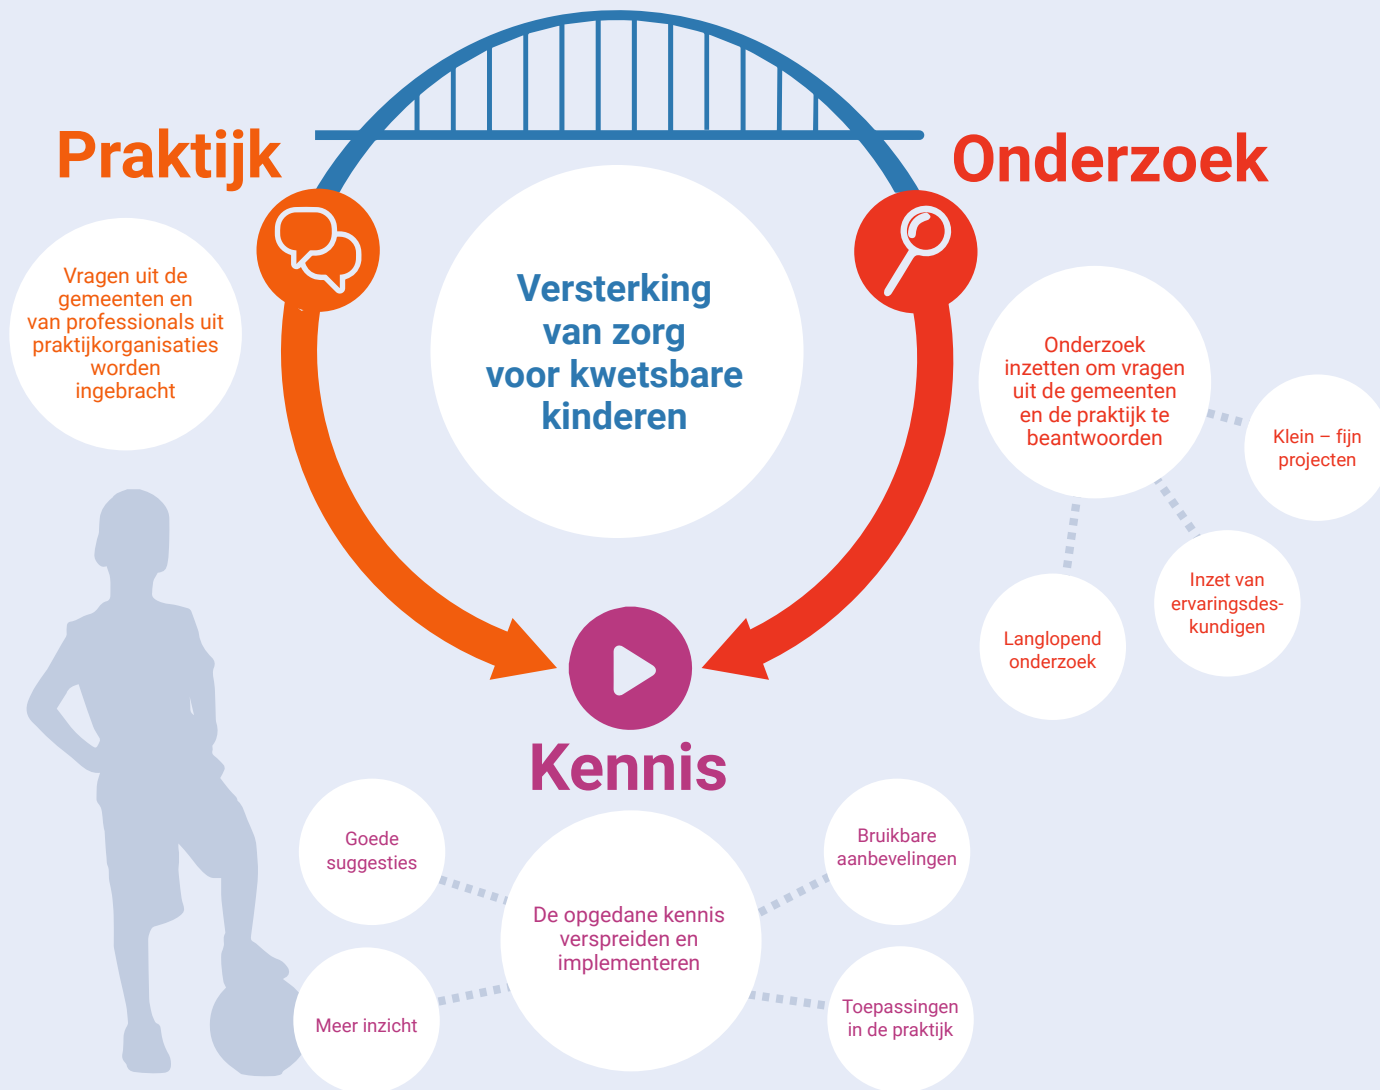 Praktijk
Vragen uit de
gemeenten en
van professionals uit
praktijkorganisaties
worden
ingebracht
Versterking
van zorg
voor kwetsbare
kinderen
Onderzoek
Onderzoek
inzetten om vragen
uit de gemeenten
en de praktijk te
beantwoorden
Klein – fijn
projecten
Inzet van
ervaringsdes-
kundigen
Langlopend
onderzoek
Kennis
De opgedane kennis
verspreiden en
implementeren
Goede
suggesties
Bruikbare
aanbevelingen
Meer inzicht
Toepassingen
in de praktijk